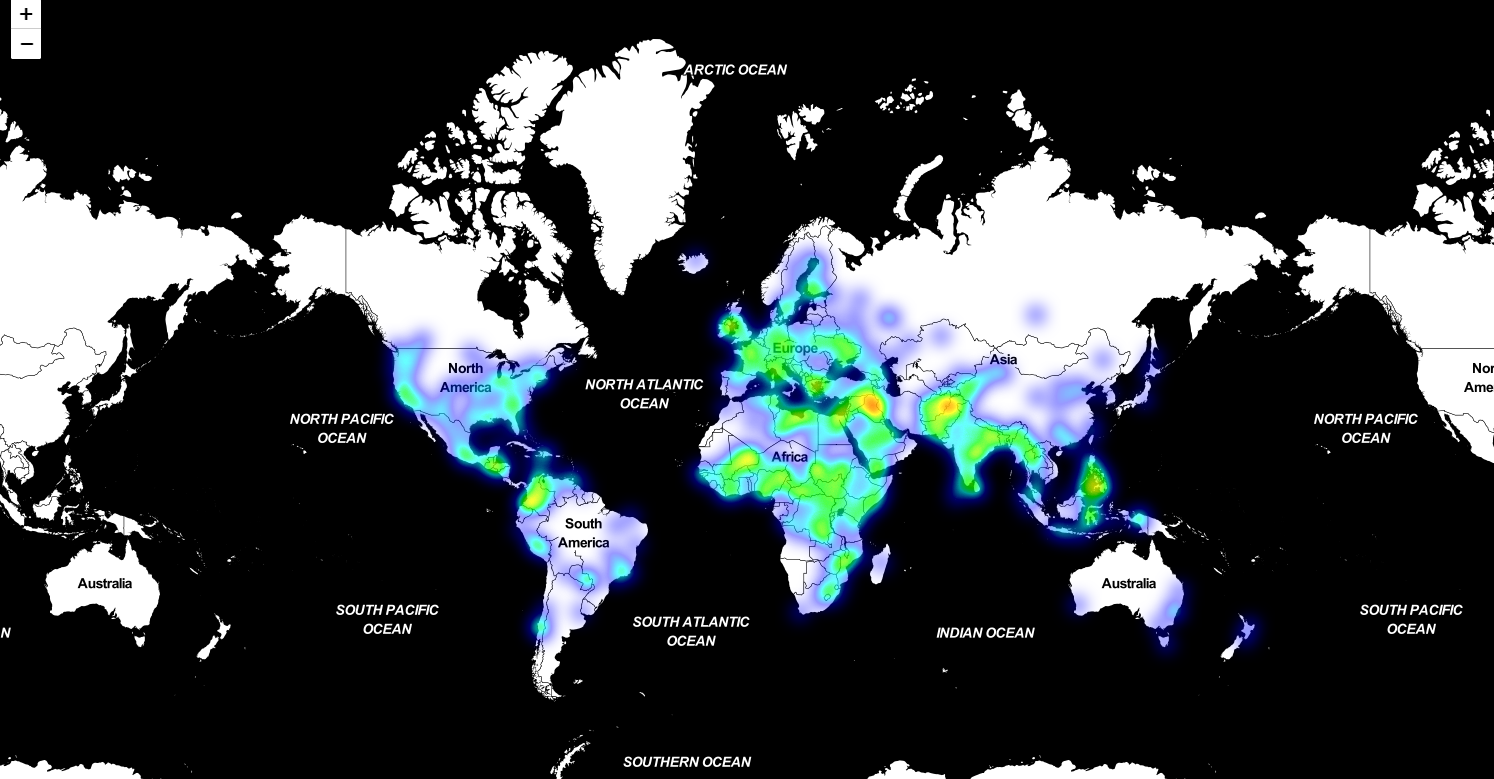 +
−
ARCTIC OCEAN
Europe
Asia
North
America
Nor
Ame
NORTH ATLANTIC
OCEAN
NORTH PACIFIC
OCEAN
NORTH PACIFIC
OCEAN
Africa
South
America
Australia
Australia
SOUTH PACIFIC
OCEAN
SOUTH PACIFIC
OCEAN
SOUTH ATLANTIC
OCEAN
N
INDIAN OCEAN
SOUTHERN OCEAN